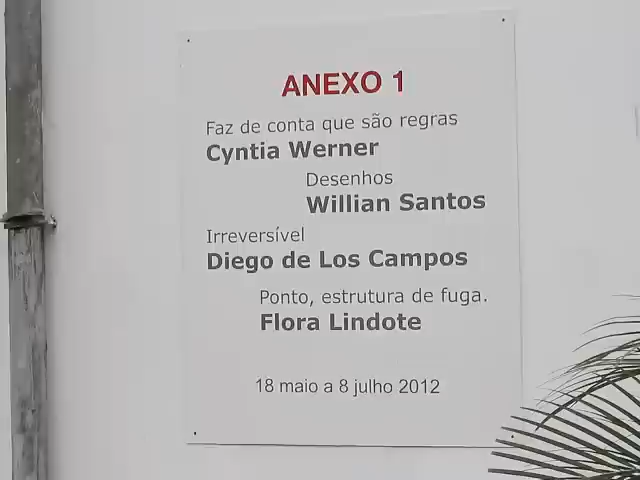 ANEXO 1
Faz de conta que são regras
Cyntia Werner
Desenhos
Willian Santos
Irreversível
Diego de Los Campos
Ponto, estrutura de fuga.
Flora Lindote
18 maio a 8 julho 2012